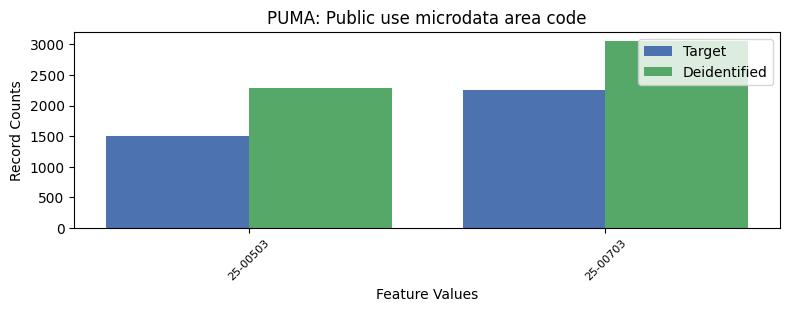 PUMA: Public use microdata area code
Record Counts
3000
2500
2000
1500
1000
500
0
Target
Deidentified
25-00503
25-00703
Feature Values